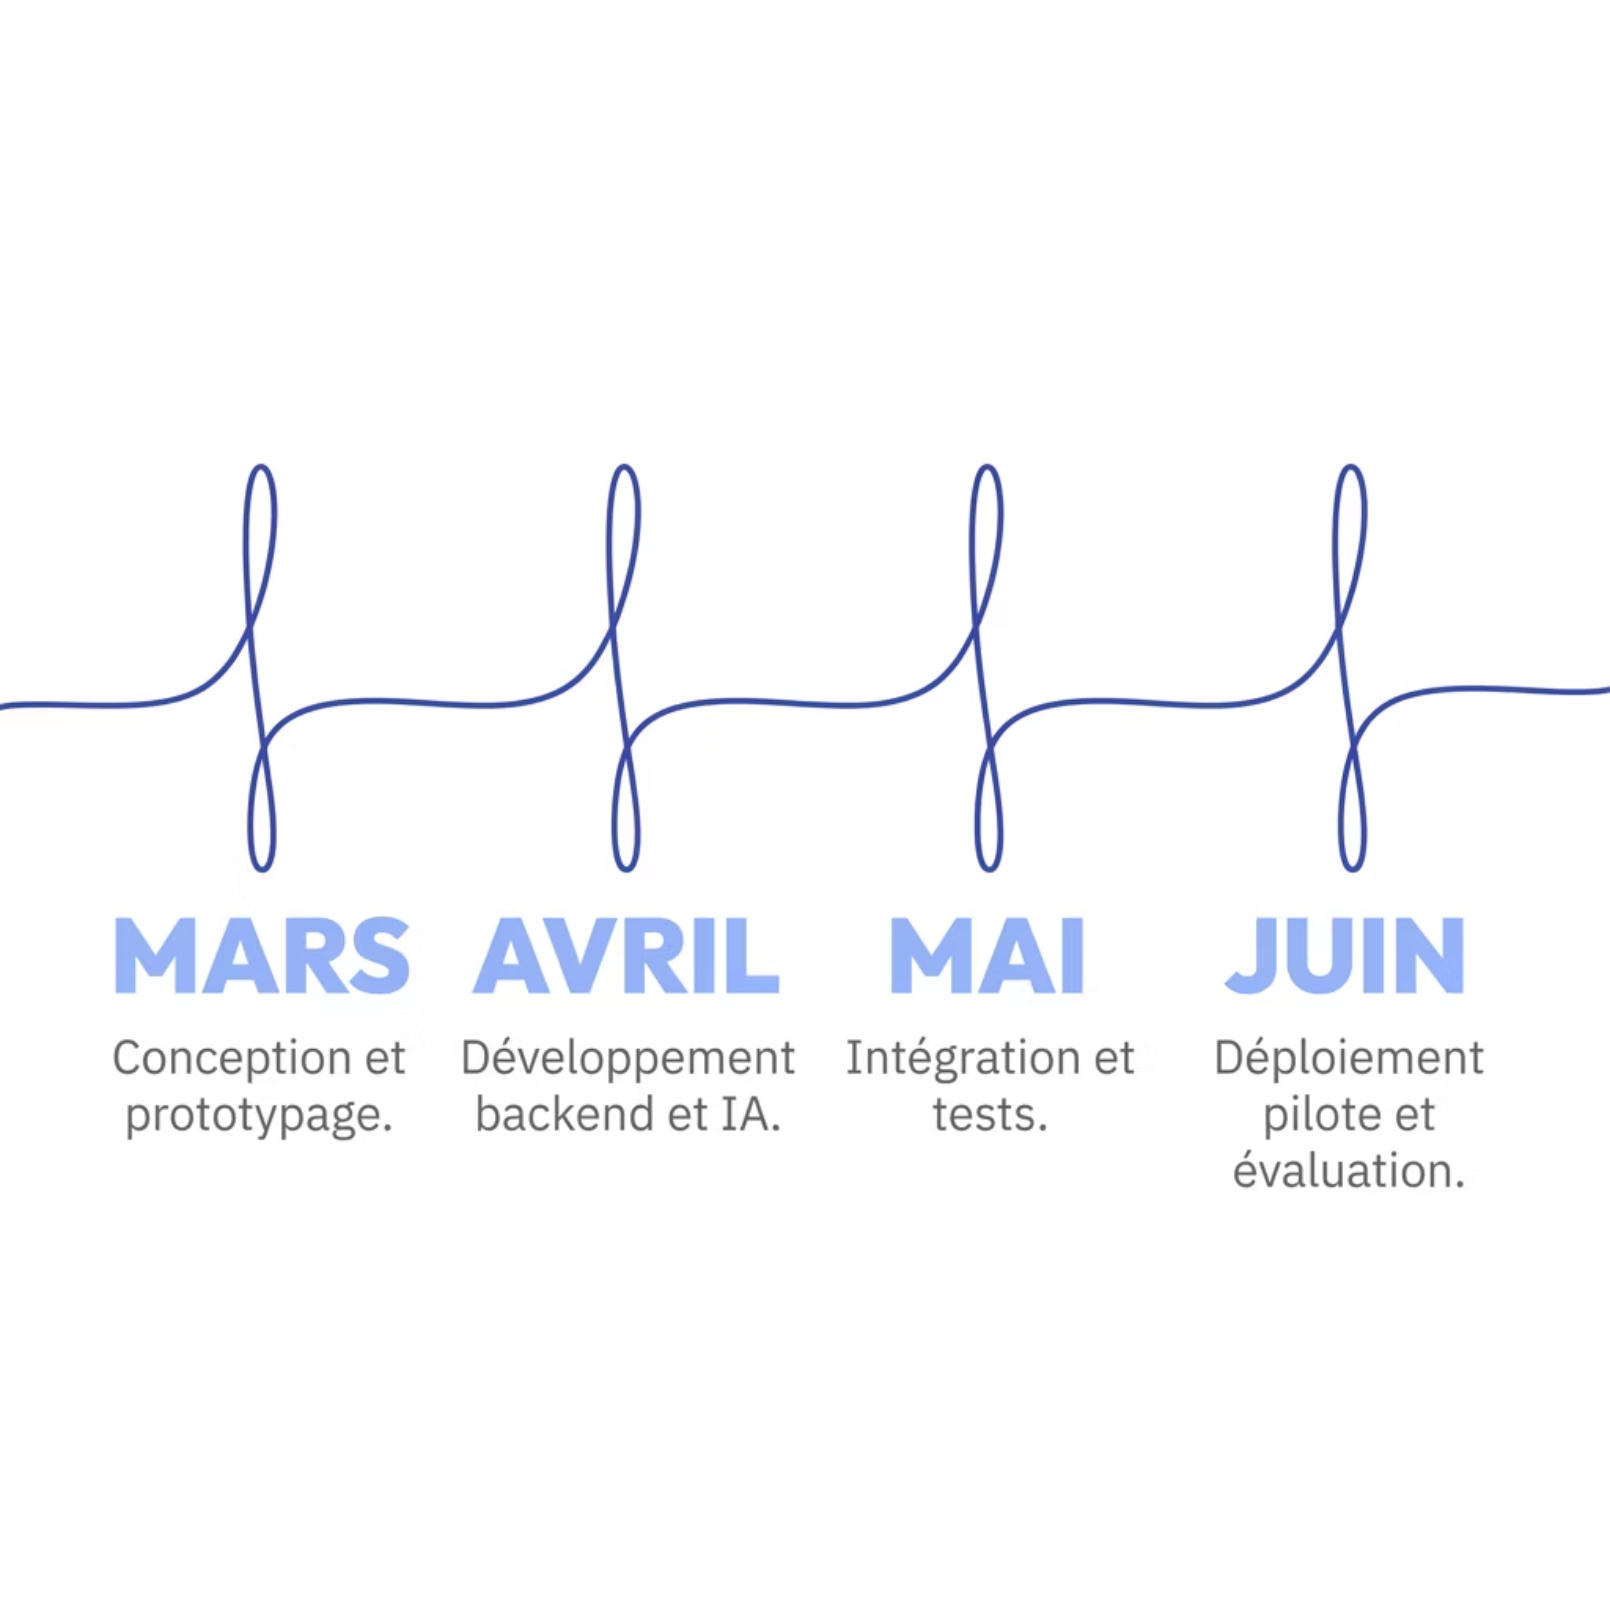 MARS
Conception et
prototypage.
AVRIL
Développement
backend et IA.
MAI
Intégration et
tests.
JUIN
Déploiement
pilote et
évaluation.